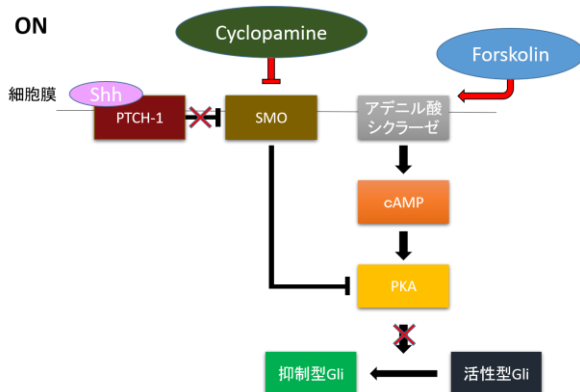 ON
Cyclopamine
Forskolin
細胞膜
Shh
PTCH-1
SMO
アデニル酸
シクラーゼ
cAMP
PKA
抑制型Gli
活性型Gli